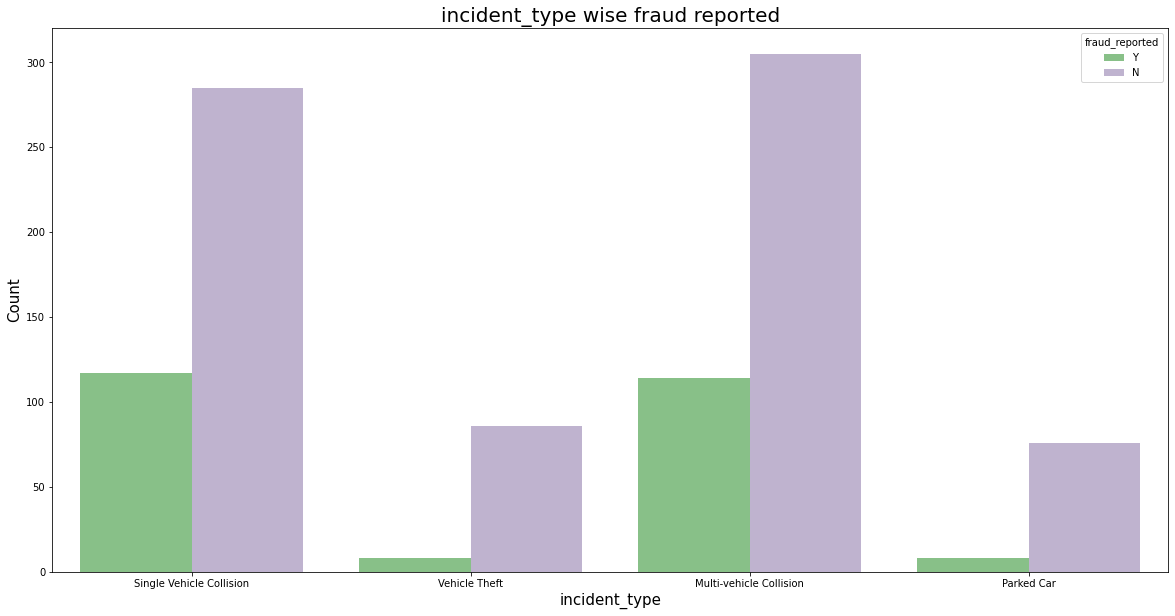 incident_type wise fraud reported
fraud_reported
Y
N
300
250
200
150
100
50
0
Count
Single Vehicle Collision
Vehicle Theft
Multi-vehicle Collision
Parked Car
incident_type